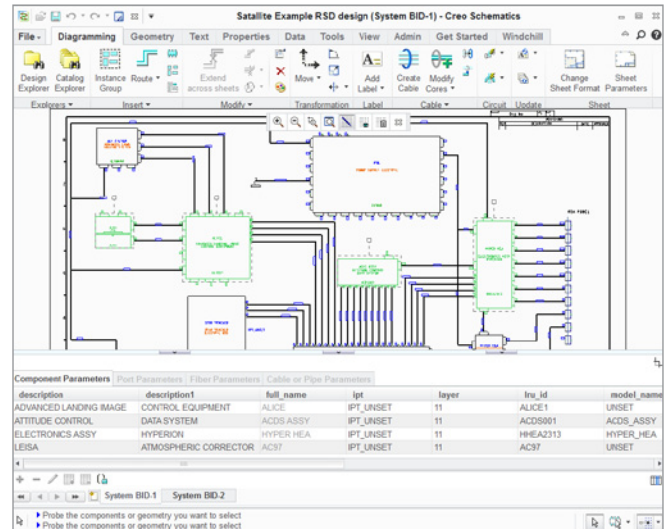 Satallite Example RSD design (System BID-1) - Creo Schematics
File Diagramming Geometry Text Properties Data Tools View Admin Get Started Windchill
Design Explorer
Catalog Explorer
Instance Group
Route
Extend across sheets
Move
Add Label
Create Cable
Modify Cores
Change Sheet Format
Sheet Parameters
Explorers Insert Modify Transformation Label Cable Circuit Update Sheet
Component Parameters Port Parameters Fiber Parameters Cable or Pipe Parameters
description description1 full_name ipt layer lru_id model_name
ADVANCED LANDING IMAGE CONTROL EQUIPMENT ALICE IPT_UNSET 11 ALICE1 UNSET
ATTITUDE CONTROL DATA SYSTEM ACDS ASSY IPT_UNSET 11 ACDS001 ACDS_ASSY
ELECTRONICS ASSY HYPERION HYPER HEA IPT_UNSET 11 HHEA2313 HYPER_HEA
LEISA ATMOSPHERIC CORRECTOR AC97 IPT_UNSET 11 AC97 UNSET
System BID-1 System BID-2
Probe the components or geometry you want to select
Probe the components or geometry you want to select